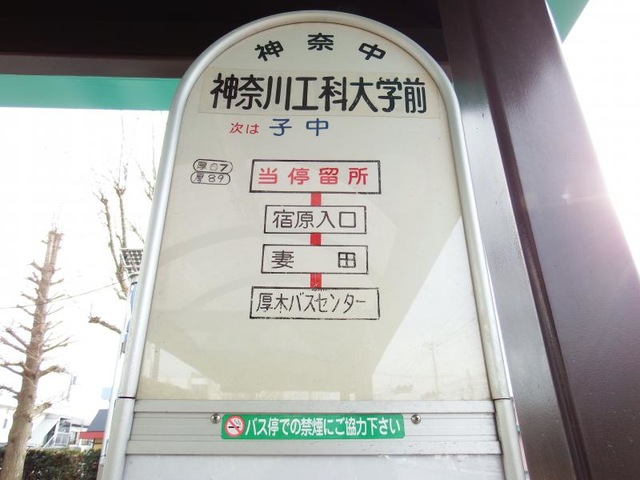 神奈中
神奈川工科大学前
次は 子中
厚07
厚89
当停留所
宿原入口
妻田
厚木バスセンター
バス停での禁煙にご協力下さい